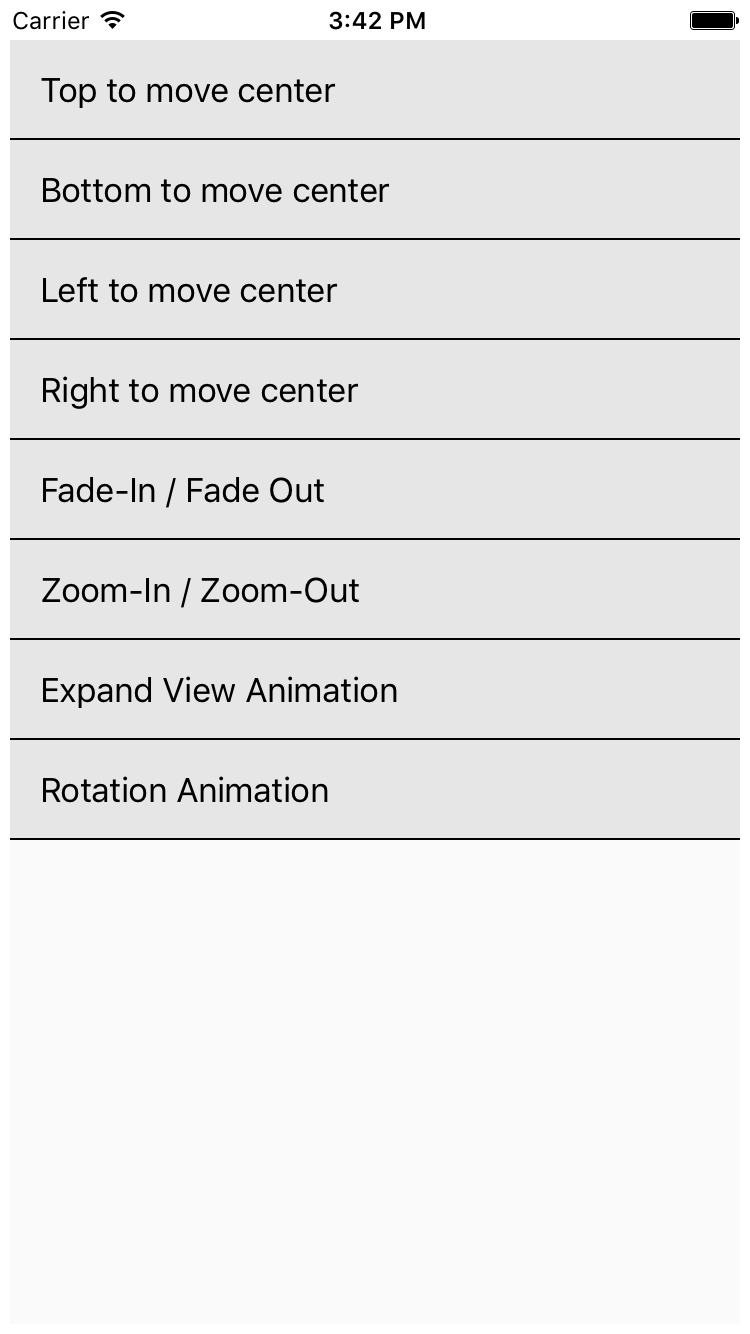 Carrier 3:42 PM
Top to move center
Bottom to move center
Left to move center
Right to move center
Fade-In / Fade Out
Zoom-In / Zoom-Out
Expand View Animation
Rotation Animation